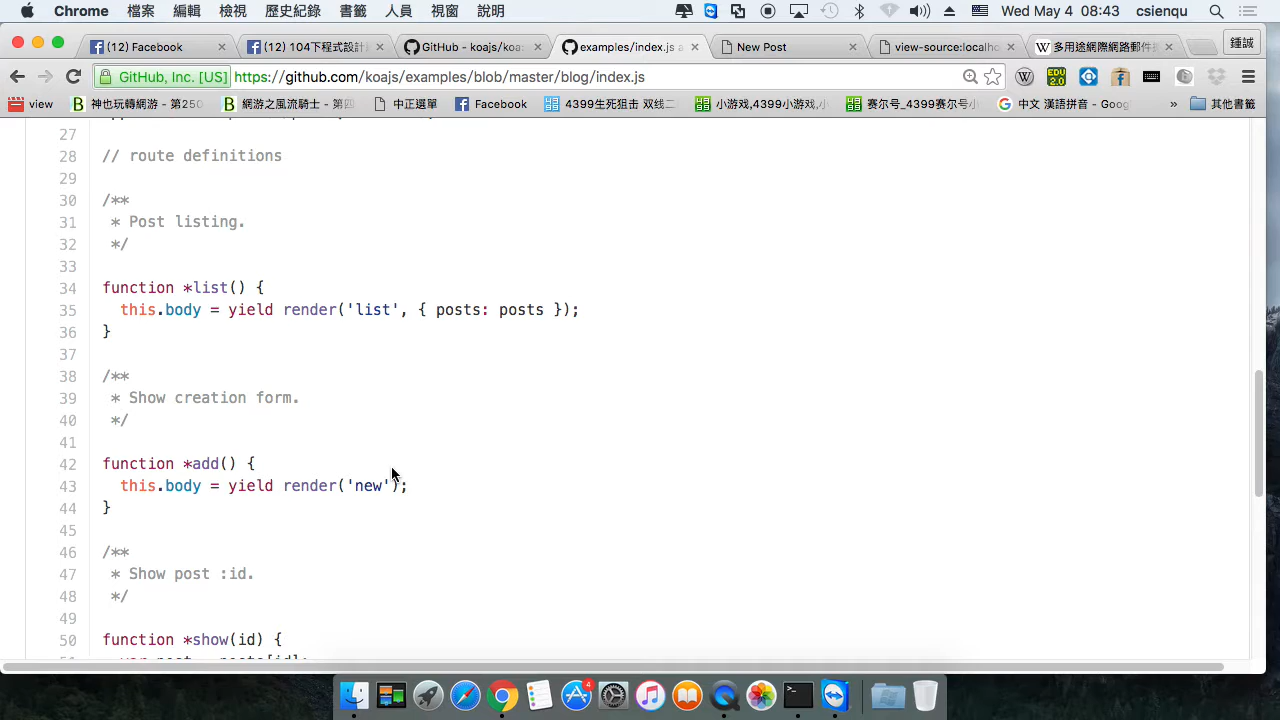 Chrome 檔案 編輯 檢視 歷史紀錄 書籤 人員 視窗 說明 Wed May 4 08:43 csienqu
(12) Facebook
(12) 104下程式設計
GitHub - koajs/koa
examples/index.js a
New Post
view-source:localho
多用途網際網路郵件
鍾誠
GitHub, Inc. [US] https://github.com/koajs/examples/blob/master/blog/index.js
view 神也玩轉網游 - 第250 網游之風流騎士 - 第四 中正選單 Facebook 4399生死狙击 双线二 小游戏,4399小游戏,小 赛尔号_4399赛尔号小 中文 漢語拼音 - Goog » 其他書籤
27
28 // route definitions
29
30 /**
31 * Post listing.
32 */
33
34 function *list() {
35 this.body = yield render('list', { posts: posts });
36 }
37
38 /**
39 * Show creation form.
40 */
41
42 function *add() {
43 this.body = yield render('new');
44 }
45
46 /**
47 * Show post :id.
48 */
49
50 function *show(id) {
4